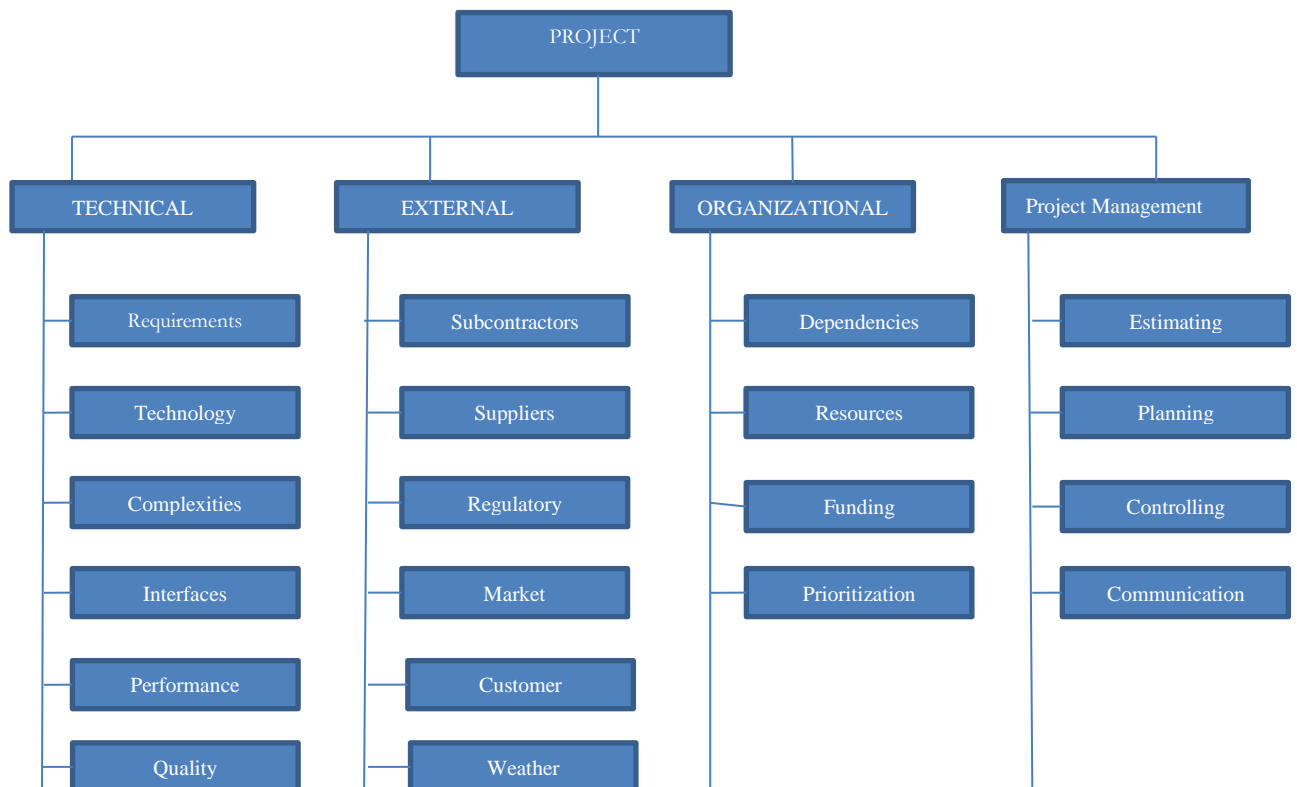 PROJECT
TECHNICAL
EXTERNAL
ORGANIZATIONAL
Project Management
Requirements
Subcontractors
Dependencies
Estimating
Technology
Suppliers
Resources
Planning
Complexities
Regulatory
Funding
Controlling
Interfaces
Market
Prioritization
Communication
Performance
Customer
Quality
Weather